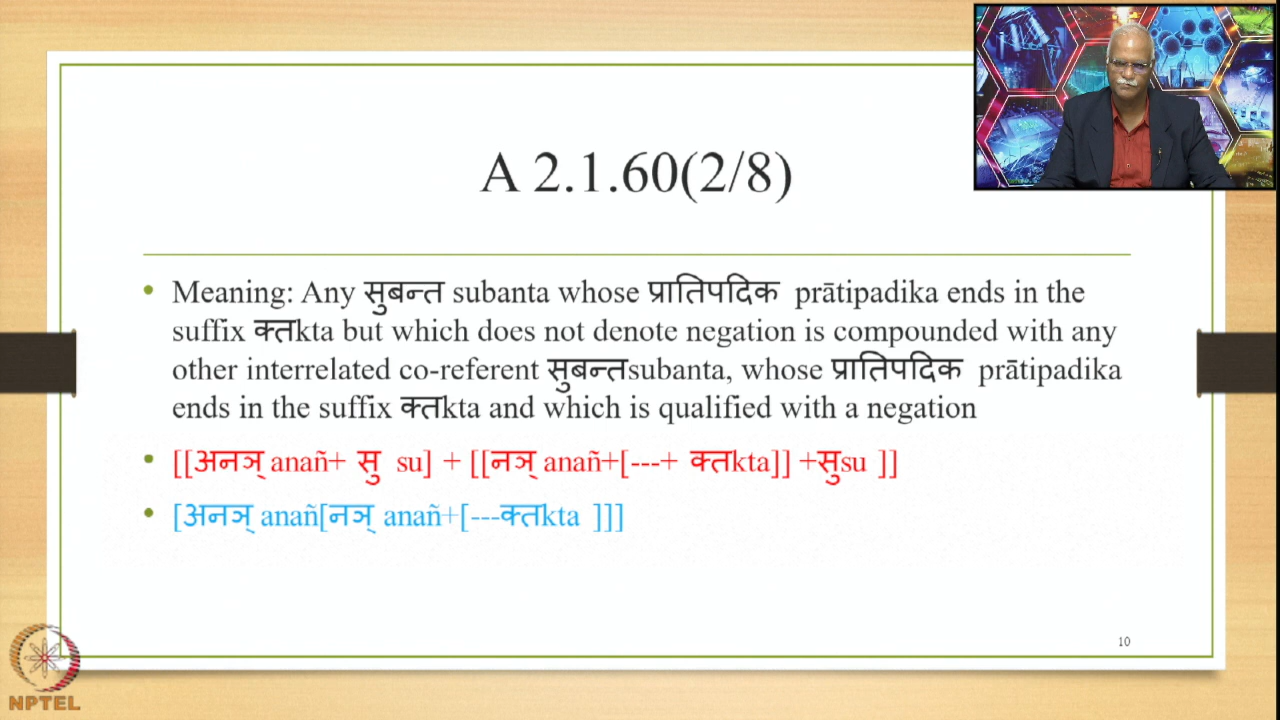 A 2.1.60(2/8)
• Meaning: Any सुबन्त subanta whose प्रातिपदिक prātipadika ends in the
suffix क्तkta but which does not denote negation is compounded with any
other interrelated co-referent सुबन्तsubanta, whose प्रातिपदिक prātipadika
ends in the suffix क्तkta and which is qualified with a negation
• [[अनञ् anañ+ सु su] + [[नञ् anañ+[---+ क्तkta]] +सुsu ]]
• [अनञ् anañ[नञ् anañ+[---क्तkta ]]]
10
NPTEL